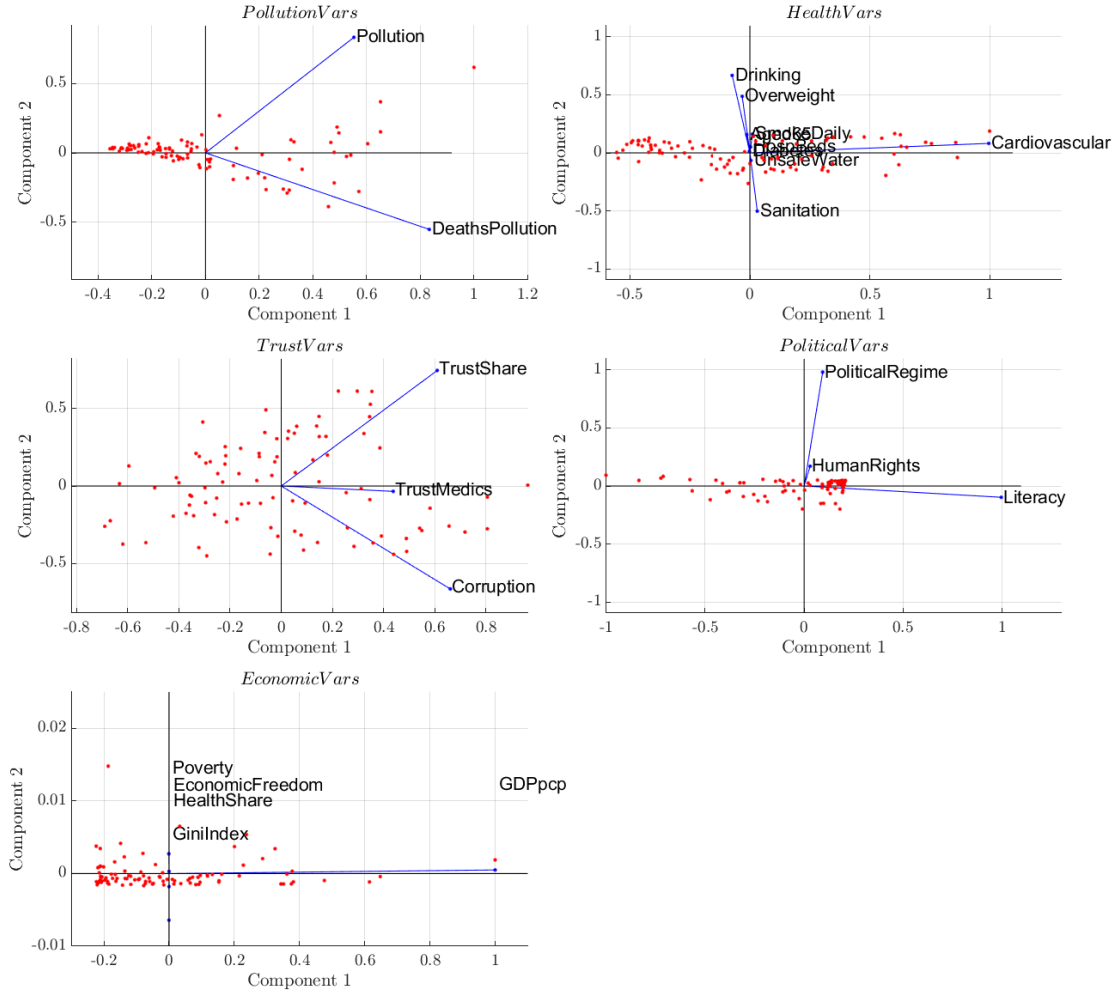 PollutionVars
Pollution
DeathsPollution
0.5
0
-0.5
-0.4
-0.2
0
0.2
0.4
0.6
0.8
1
1.2
Component 1
Component 2
HealthVars
Drinking
Overweight
SmokeDaily
UnsafeWater
Sanitation
Cardiovascular
1
0.5
0
-0.5
-1
-0.5
0
0.5
1
Component 1
Component 2
TrustVars
TrustShare
TrustMedics
Corruption
0.5
0
-0.5
-0.8
-0.6
-0.4
-0.2
0
0.2
0.4
0.6
0.8
Component 1
Component 2
PoliticalVars
PoliticalRegime
HumanRights
Literacy
1
0.5
0
-0.5
-1
-1
-0.5
0
0.5
1
Component 1
Component 2
EconomicVars
Poverty
EconomicFreedom
HealthShare
GiniIndex
GDPpcp
0.02
0.01
0
-0.01
-0.2
0
0.2
0.4
0.6
0.8
1
Component 1
Component 2